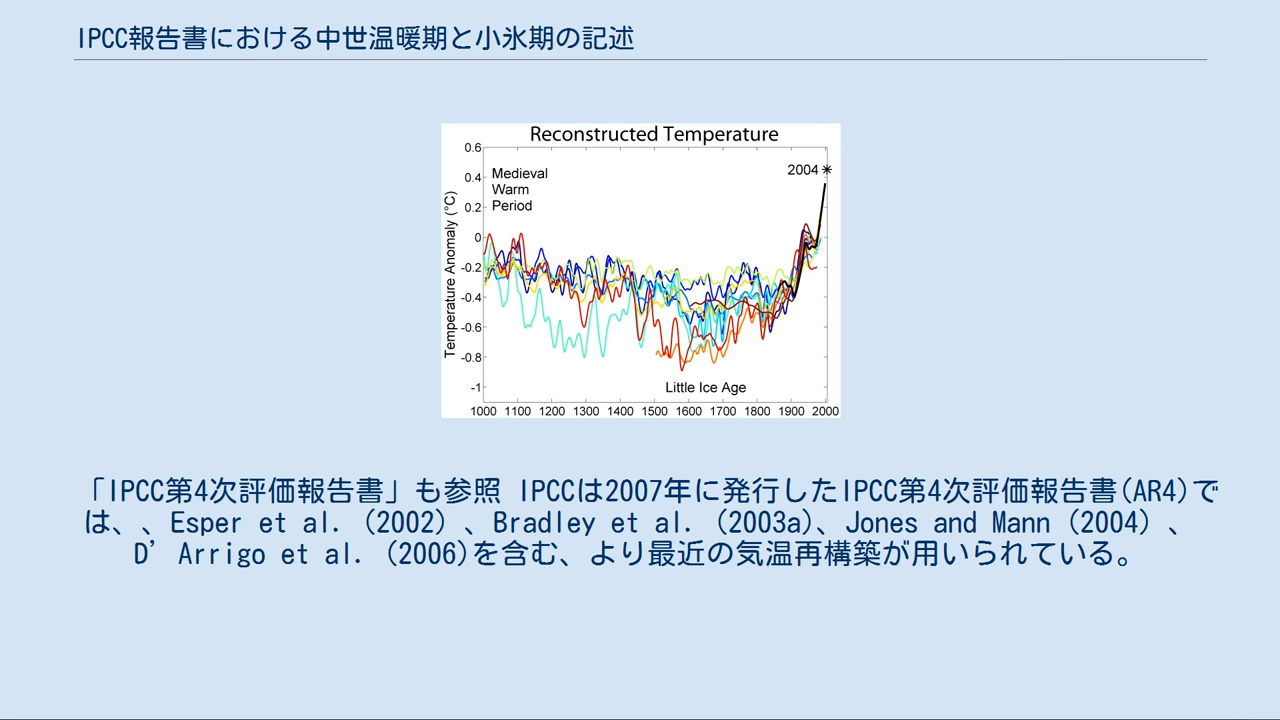 IPCC報告書における中世温暖期と小氷期の記述
Reconstructed Temperature
Temperature Anomaly (°C)
0.6
0.4
0.2
0
-0.2
-0.4
-0.6
-0.8
-1
Medieval
Warm
Period
2004 *
Little Ice Age
1000 1100 1200 1300 1400 1500 1600 1700 1800 1900 2000
「IPCC第4次評価報告書」も参照 IPCCは2007年に発行したIPCC第4次評価報告書(AR4)で
は、、Esper et al. (2002) 、Bradley et al. (2003a)、Jones and Mann (2004) 、
D’Arrigo et al. (2006)を含む、より最近の気温再構築が用いられている。